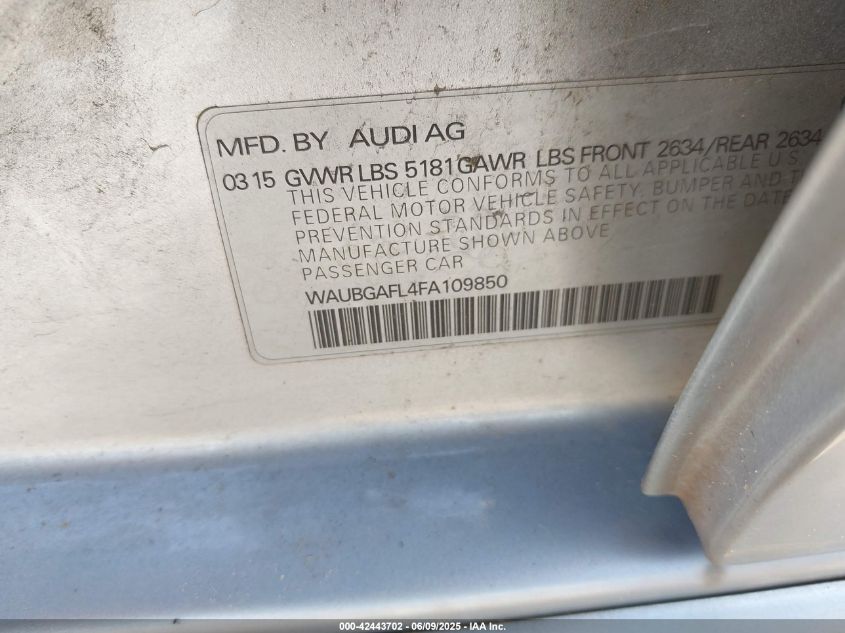 MFD. BY AUDI AG
03 15 GVWR LBS 5181 GAWR LBS FRONT 2634/REAR 2634
THIS VEHICLE CONFORMS TO ALL APPLICABLE U.S.
FEDERAL MOTOR VEHICLE SAFETY, BUMPER AND
PREVENTION STANDARDS IN EFFECT ON THE DATE
MANUFACTURE SHOWN ABOVE
PASSENGER CAR
WAUBGAFL4FA109850
000-42443702 - 06/09/2025 - IAA Inc.